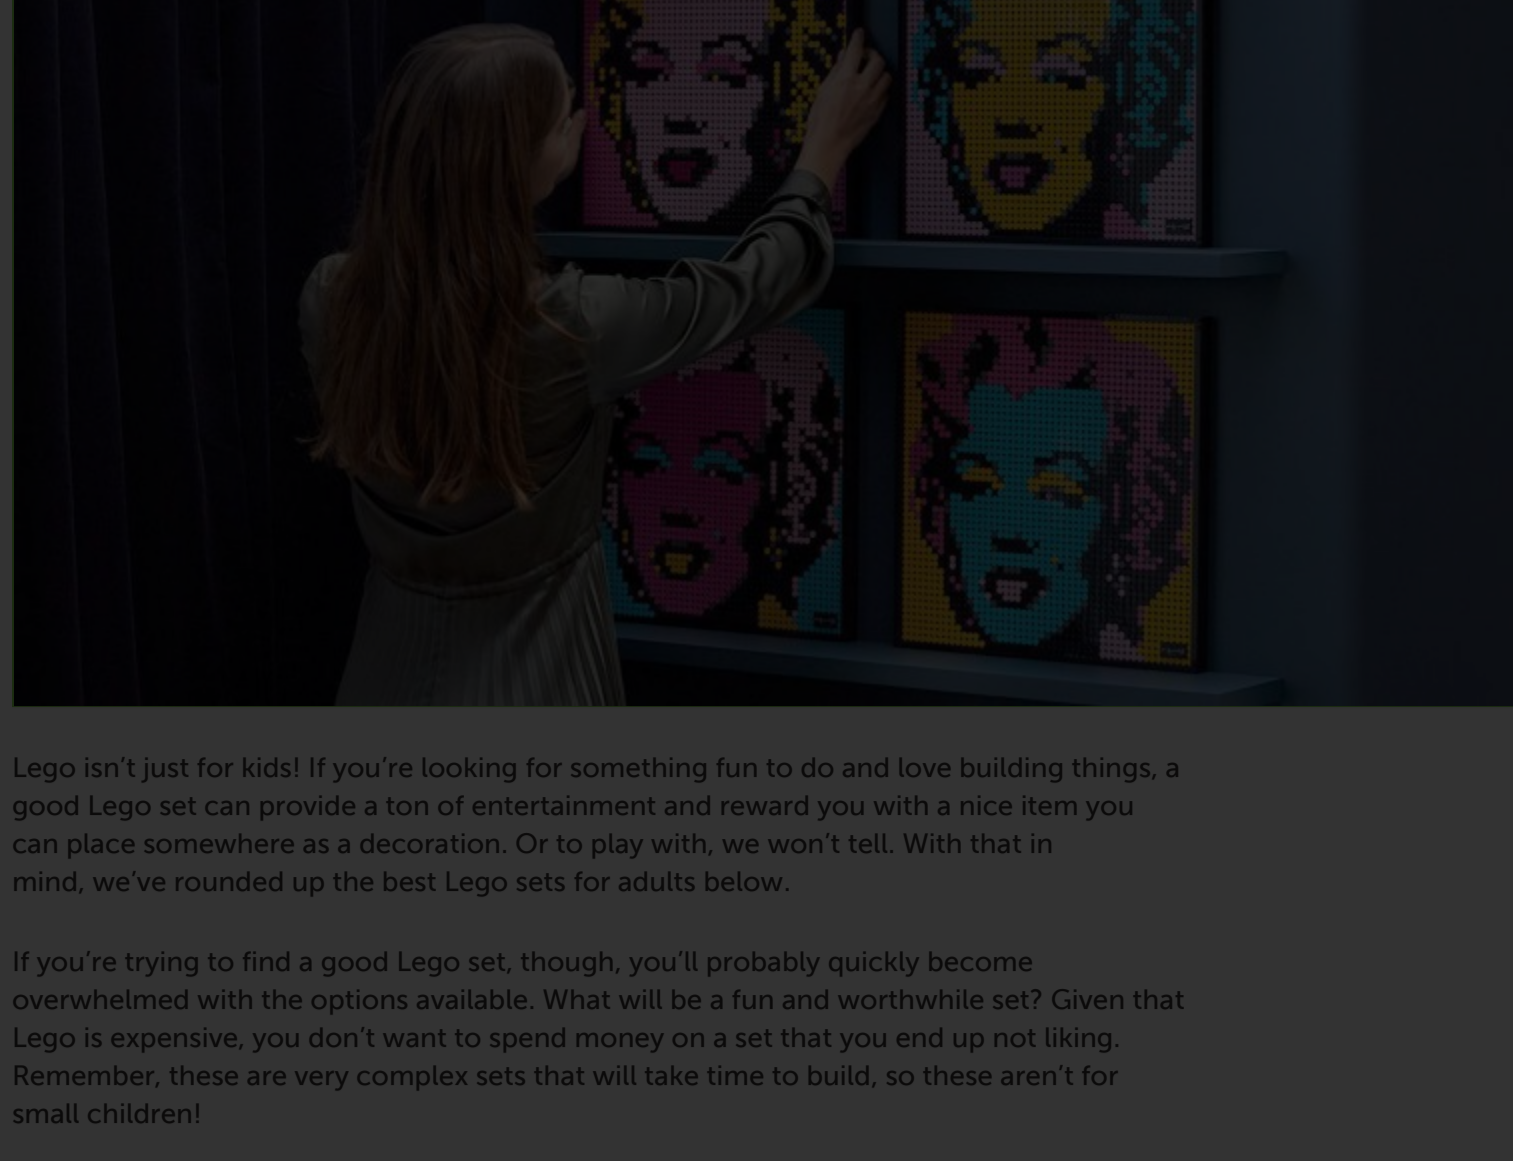 Lego isn’t just for kids! If you’re looking for something fun to do and love building things, a
good Lego set can provide a ton of entertainment and reward you with a nice item you
can place somewhere as a decoration. Or to play with, we won’t tell. With that in
mind, we’ve rounded up the best Lego sets for adults below.
If you’re trying to find a good Lego set, though, you’ll probably quickly become
overwhelmed with the options available. What will be a fun and worthwhile set? Given that
Lego is expensive, you don’t want to spend money on a set that you end up not liking.
Remember, these are very complex sets that will take time to build, so these aren’t for
small children!